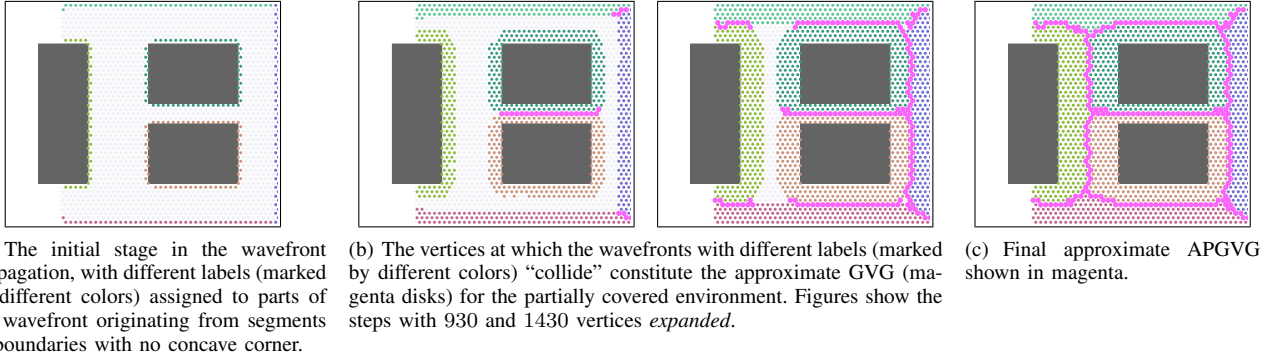 The initial stage in the wavefront
pagation, with different labels (marked
different colors) assigned to parts of
wavefront originating from segments
boundaries with no concave corner.
(b) The vertices at which the wavefronts with different labels (marked
by different colors) “collide” constitute the approximate GVG (ma-
genta disks) for the partially covered environment. Figures show the
steps with 930 and 1430 vertices expanded.
(c) Final approximate APGVG
shown in magenta.